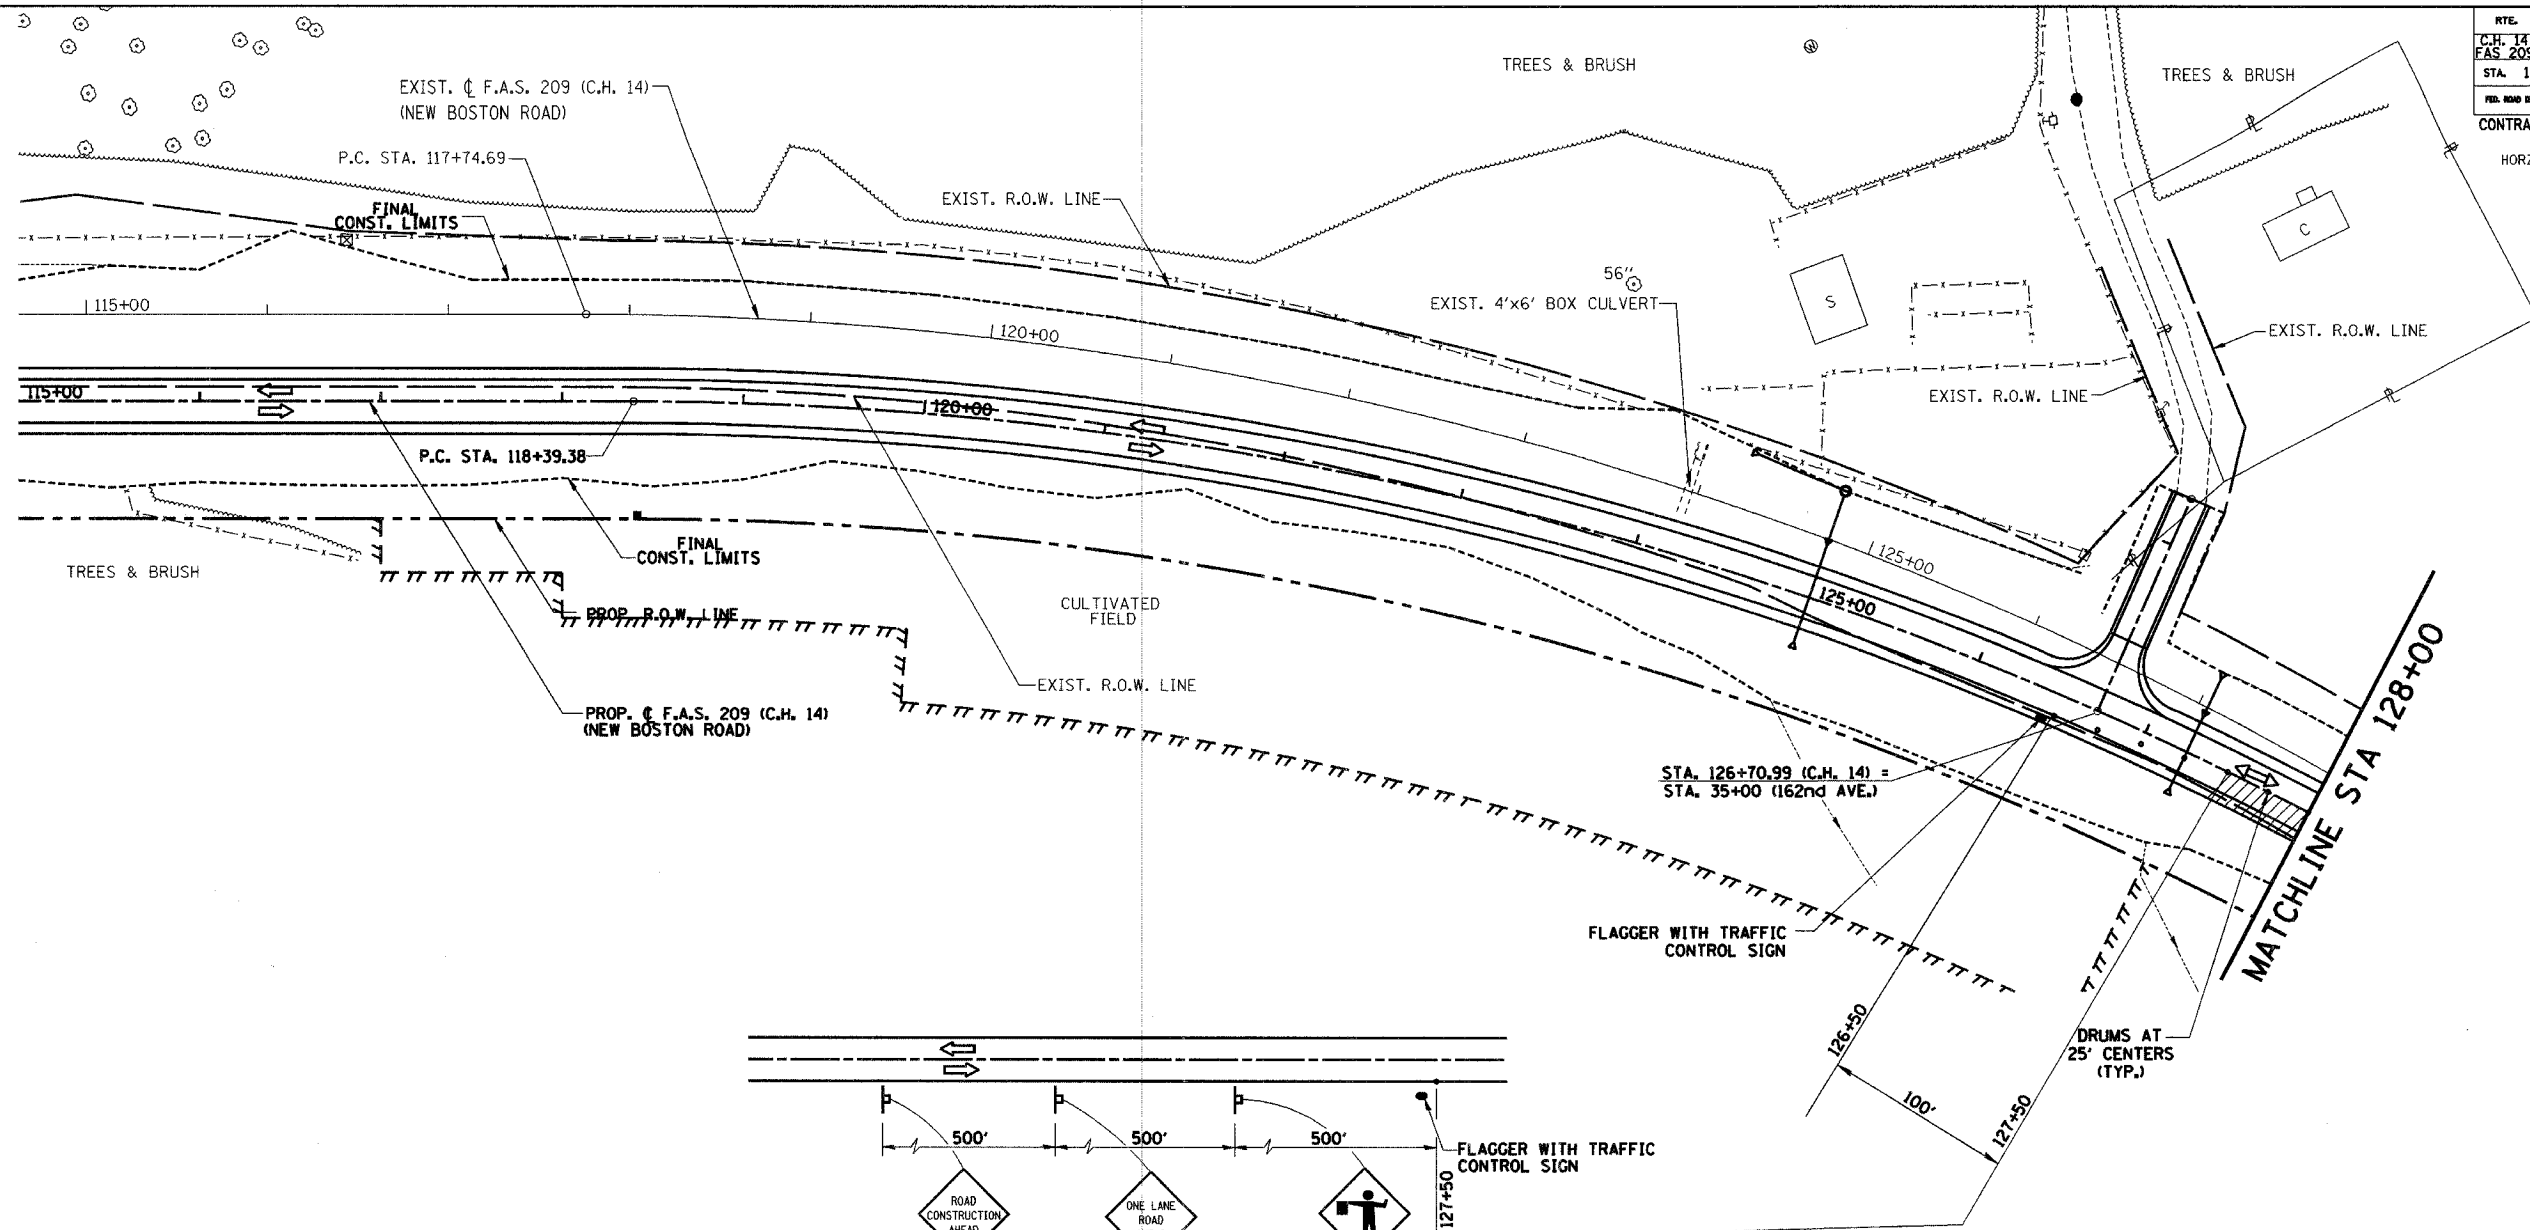 RTE.
C.H. 14
FAS 209
STA. 1
FED. ROAD
CONTRA
HORZ
TREES & BRUSH
TREES & BRUSH
EXIST. ℄ F.A.S. 209 (C.H. 14)
(NEW BOSTON ROAD)
P.C. STA. 117+74.69
EXIST. R.O.W. LINE
FINAL
CONST. LIMITS
C
56"
EXIST. 4'x6' BOX CULVERT
S
115+00
120+00
EXIST. R.O.W. LINE
EXIST. R.O.W. LINE
115+00
120+00
P.C. STA. 118+39.38
FINAL
CONST. LIMITS
125+00
TREES & BRUSH
125+00
CULTIVATED
FIELD
PROP. R.O.W. LINE
EXIST. R.O.W. LINE
PROP. ℄ F.A.S. 209 (C.H. 14)
(NEW BOSTON ROAD)
MATCHLINE STA 128+00
STA. 126+70.99 (C.H. 14) =
STA. 35+00 (162nd AVE.)
FLAGGER WITH TRAFFIC
CONTROL SIGN
126+50
DRUMS AT
25' CENTERS
(TYP.)
100'
127+50
500'
500'
500'
FLAGGER WITH TRAFFIC
CONTROL SIGN
127+50
ROAD
CONSTRUCTION
AHEAD
ONE LANE
ROAD